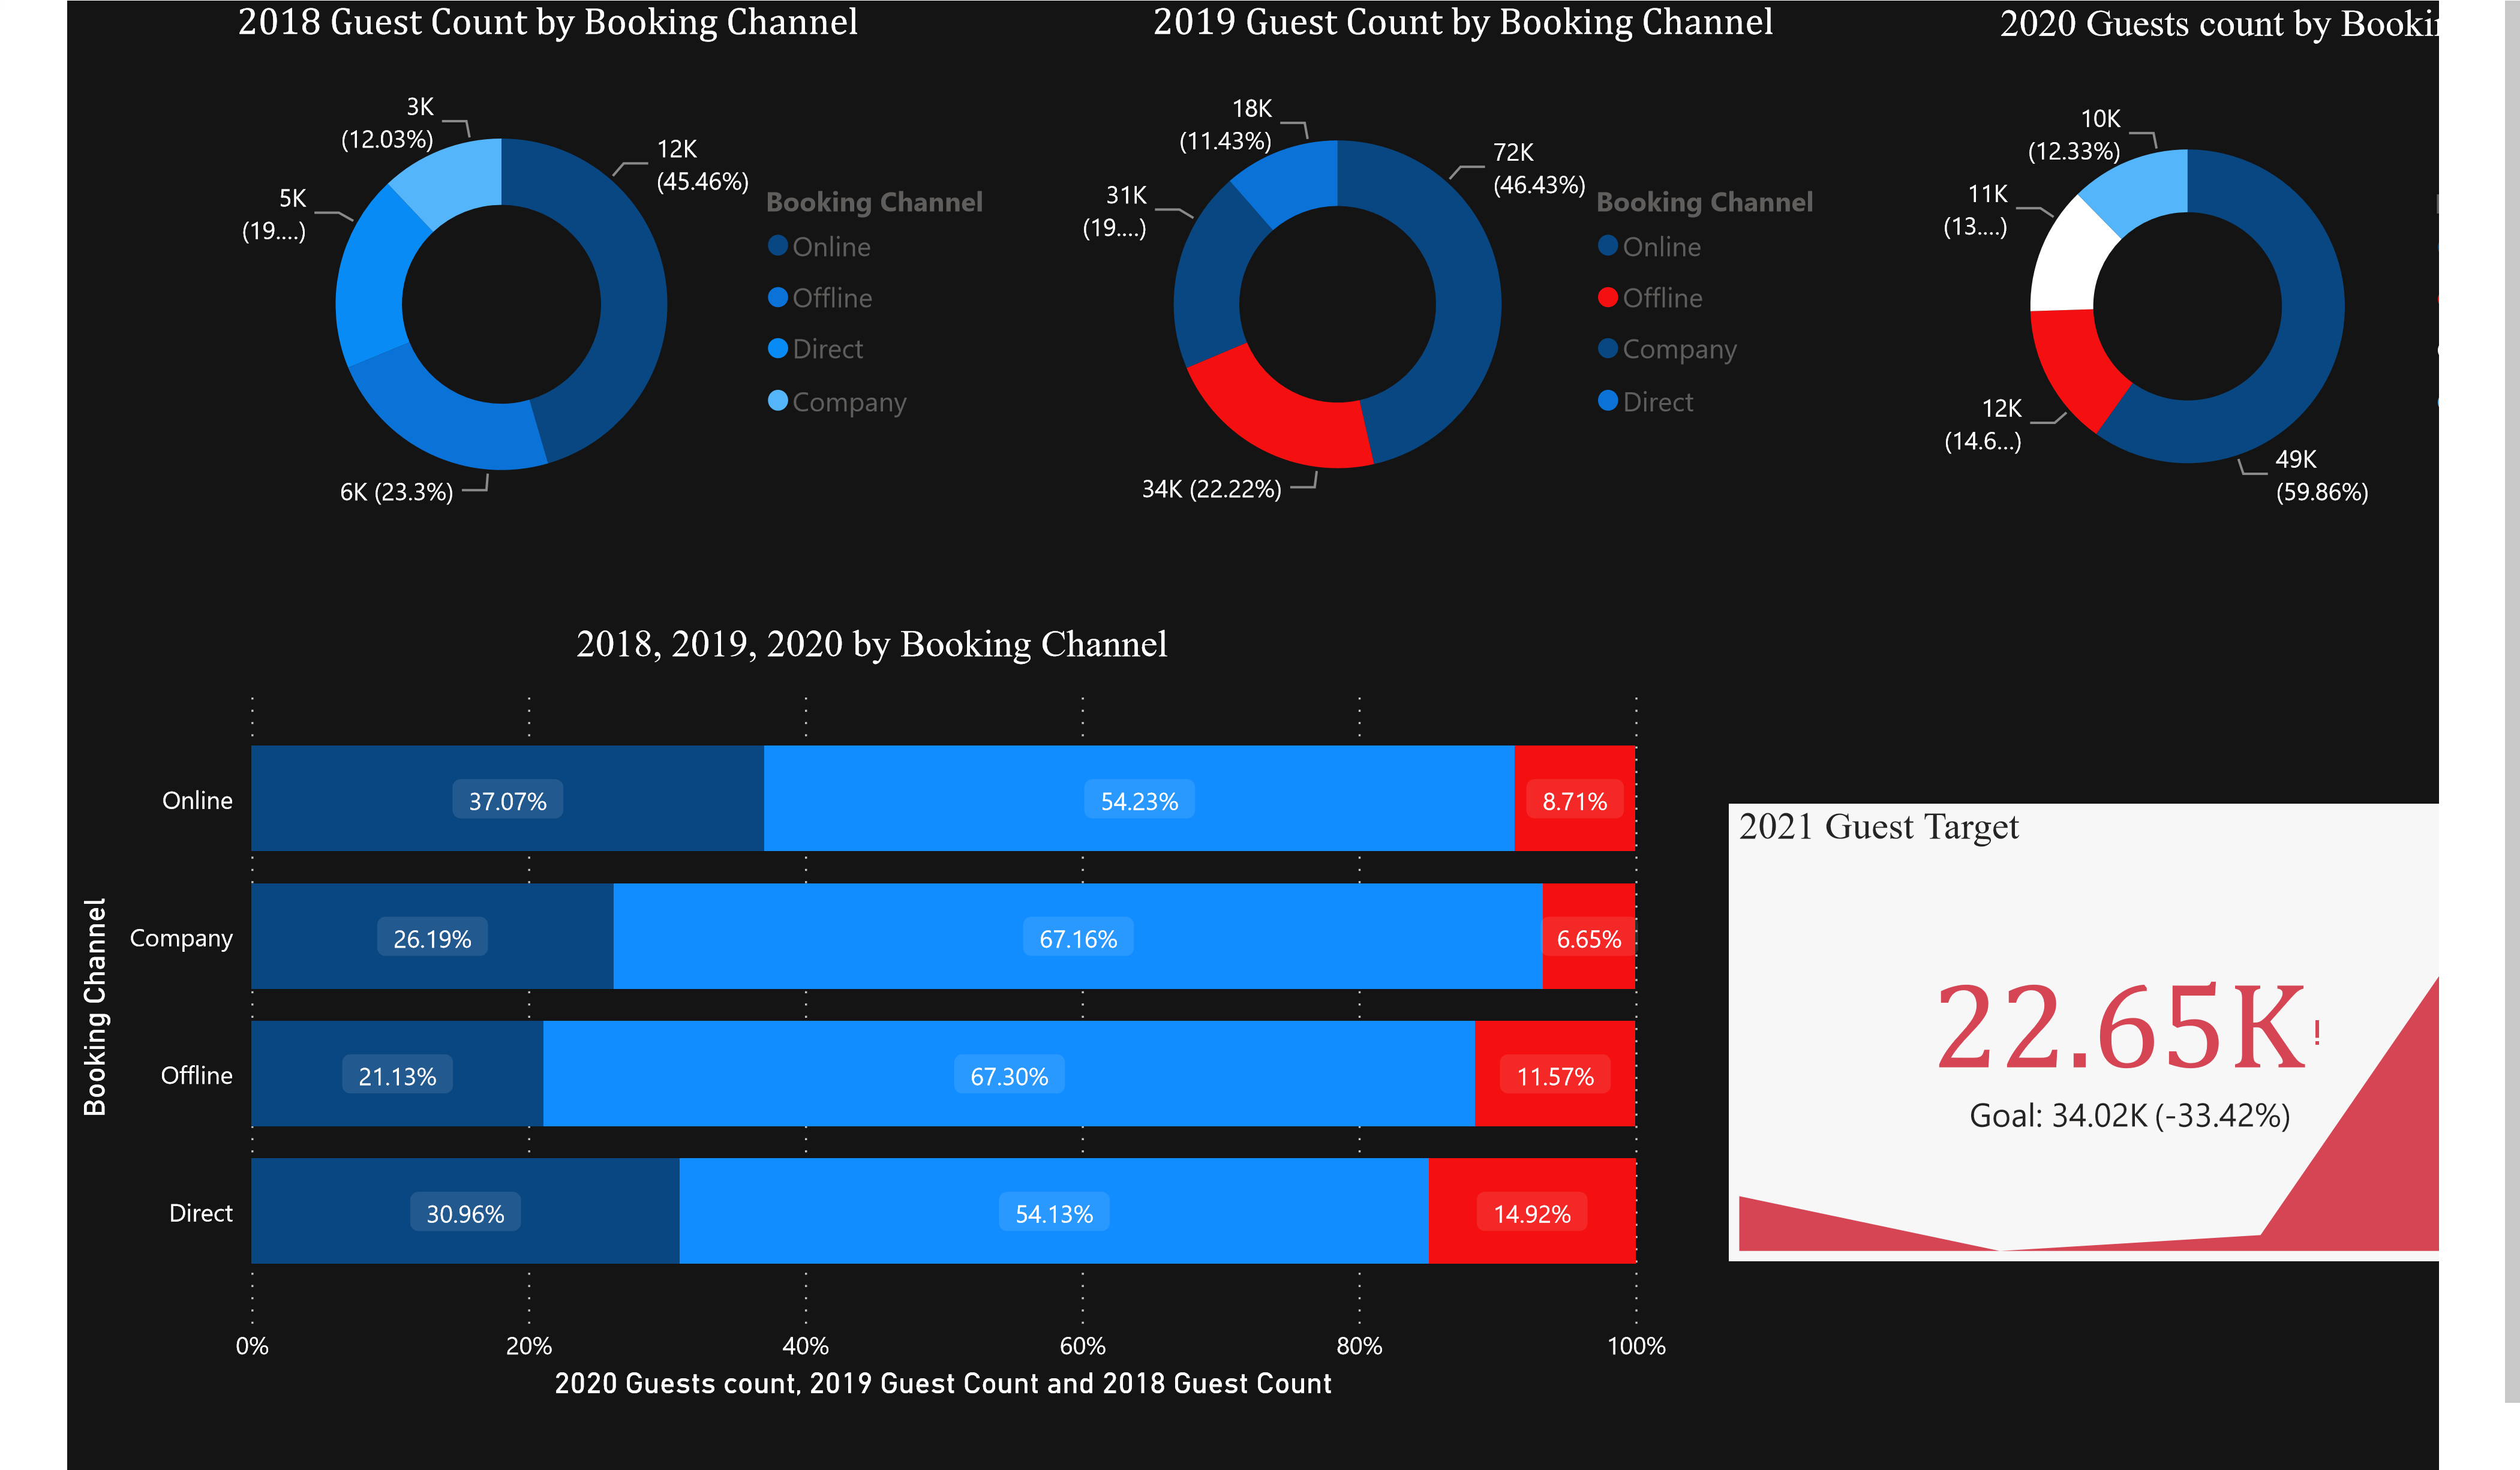 2018 Guest Count by Booking Channel
3K
(12.03%)
12K
(45.46%)
5K
(19....)
6K (23.3%)
Booking Channel
Online
Offline
Direct
Company
2019 Guest Count by Booking Channel
18K
(11.43%)
72K
(46.43%)
31K
(19....)
34K (22.22%)
Booking Channel
Online
Offline
Company
Direct
2020 Guests count by
10K
(12.33%)
11K
(13....)
12K
(14.6...)
49K
(59.86%)
2018, 2019, 2020 by Booking Channel
Booking Channel
Online
37.07%
54.23%
8.71%
Company
26.19%
67.16%
6.65%
Offline
21.13%
67.30%
11.57%
Direct
30.96%
54.13%
14.92%
0%
20%
40%
60%
80%
100%
2020 Guests count, 2019 Guest Count and 2018 Guest Count
2021 Guest Target
22.65K!
Goal: 34.02K (-33.42%)